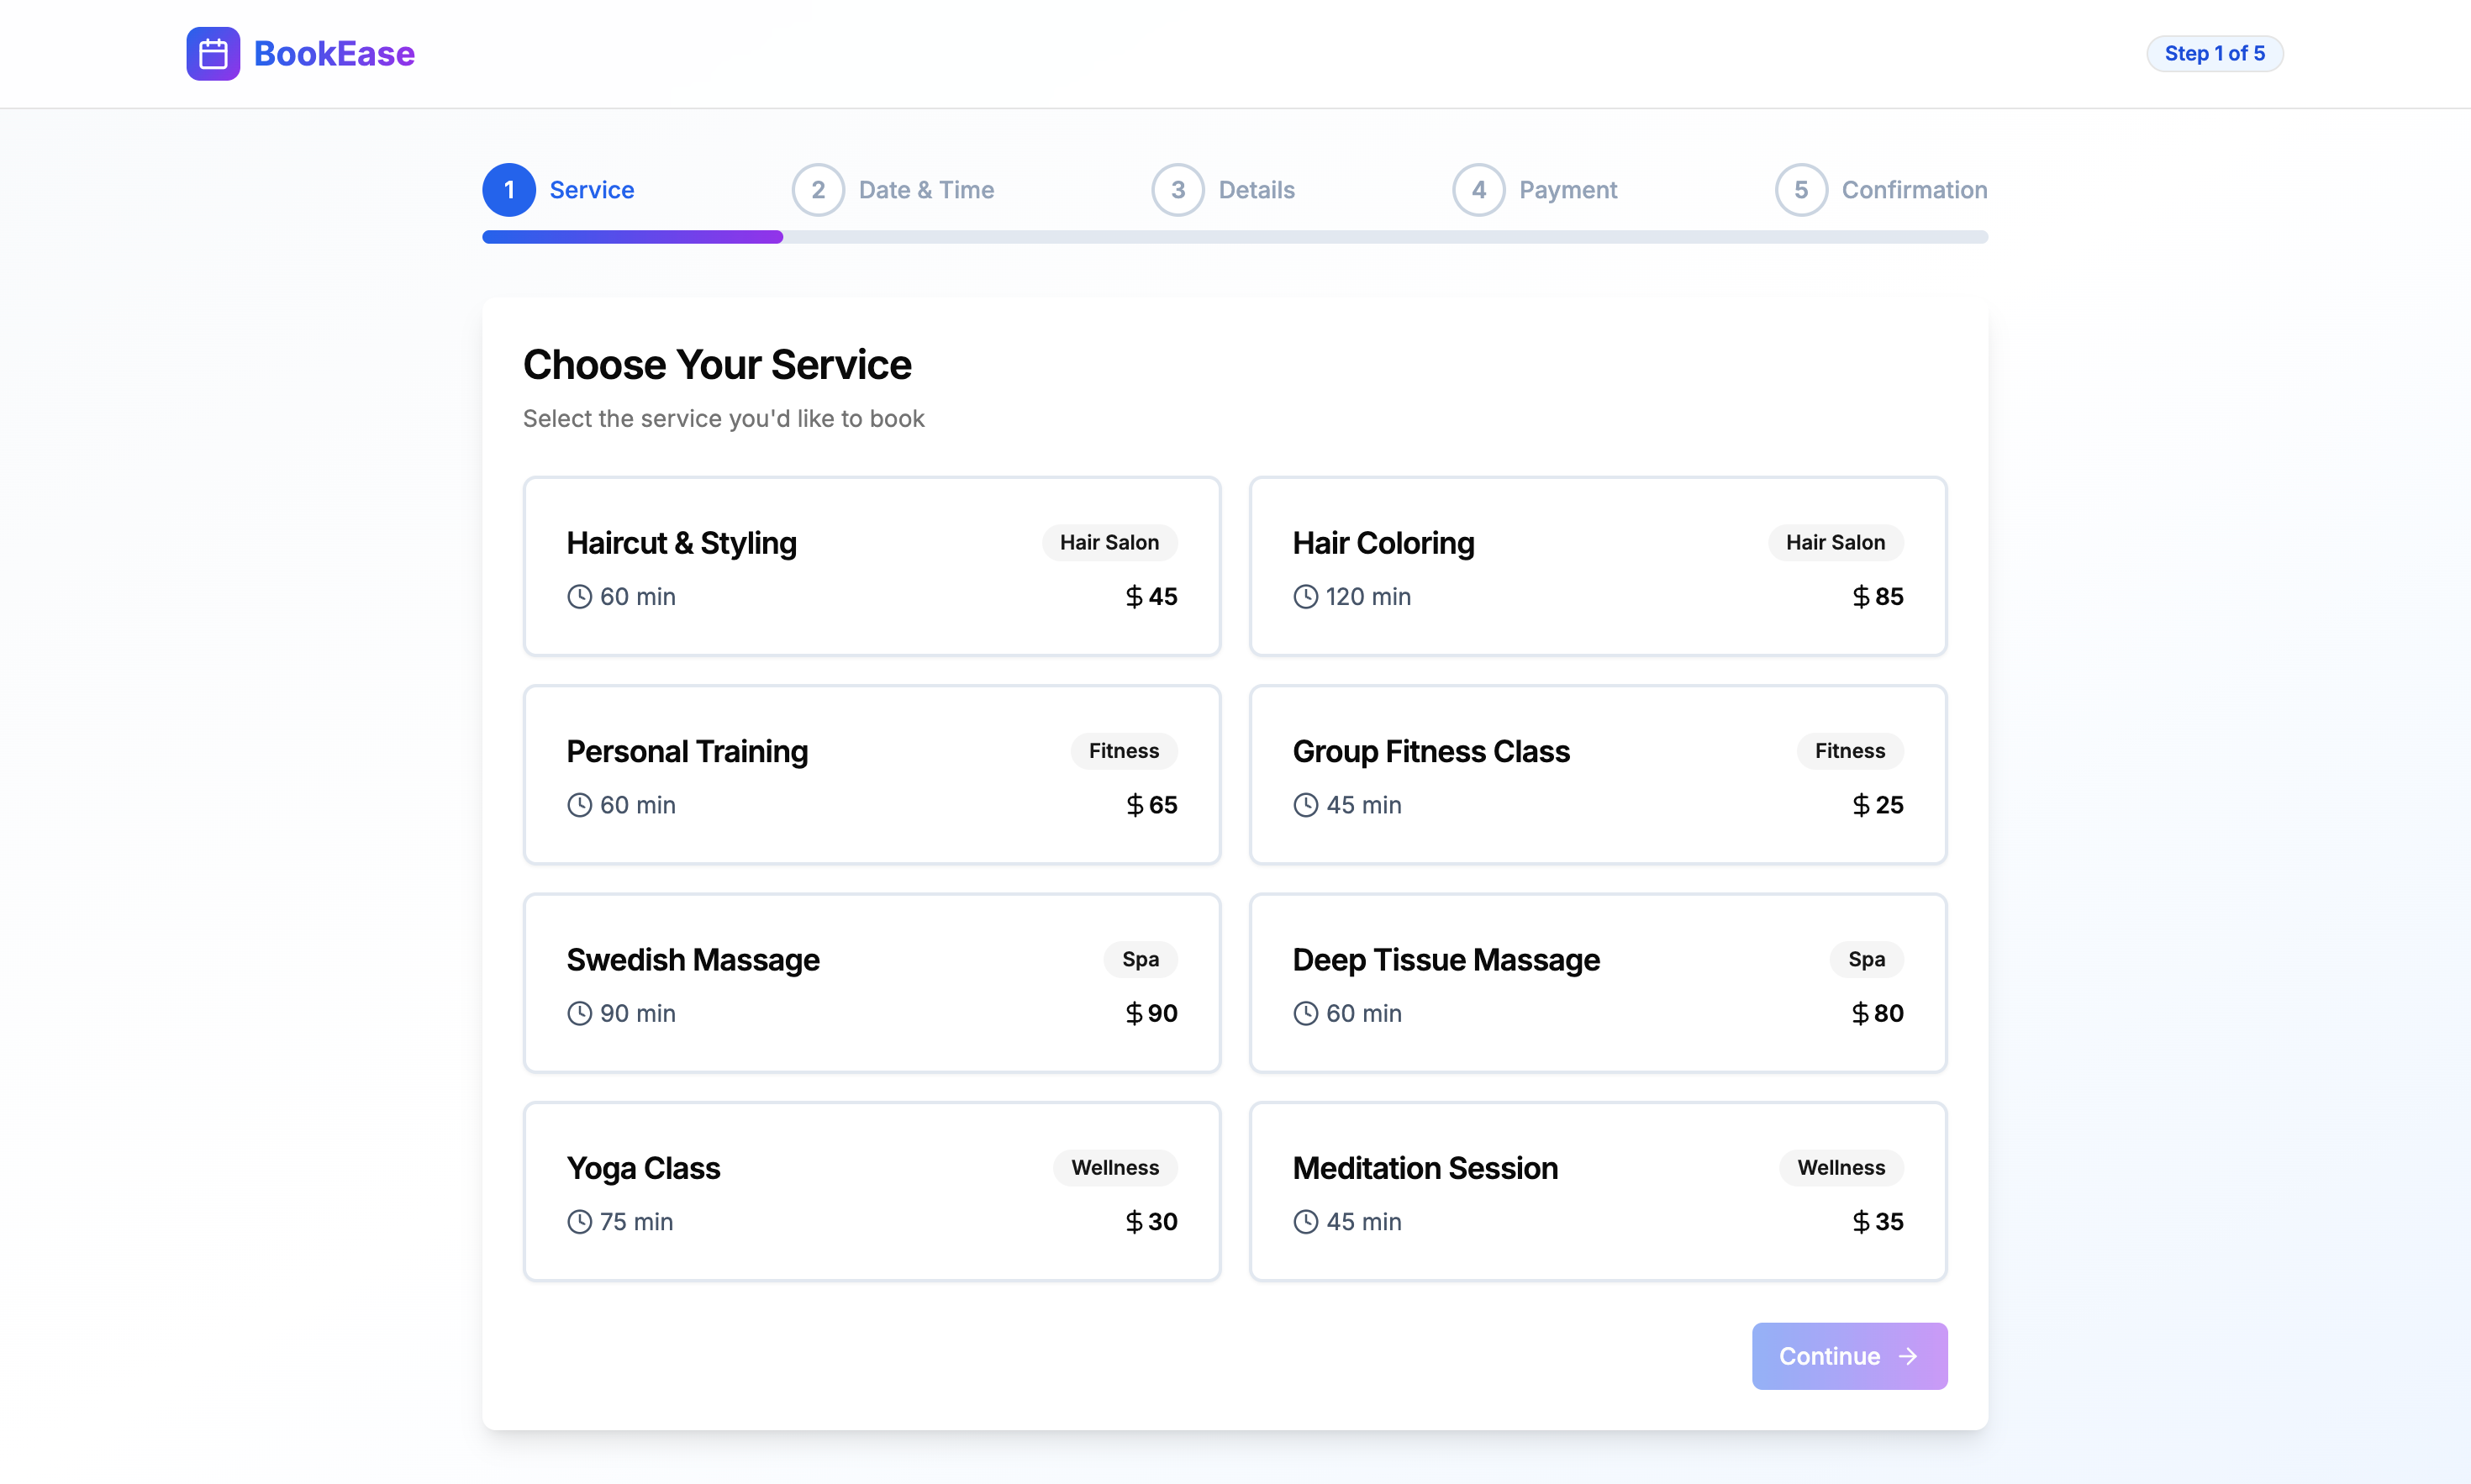 BookEase
Step 1 of 5
1 Service
2 Date & Time
3 Details
4 Payment
5 Confirmation
Choose Your Service
Select the service you'd like to book
Haircut & Styling
Hair Salon
60 min
$45
Hair Coloring
Hair Salon
120 min
$85
Personal Training
Fitness
60 min
$65
Group Fitness Class
Fitness
45 min
$25
Swedish Massage
Spa
90 min
$90
Deep Tissue Massage
Spa
60 min
$80
Yoga Class
Wellness
75 min
$30
Meditation Session
Wellness
45 min
$35
Continue